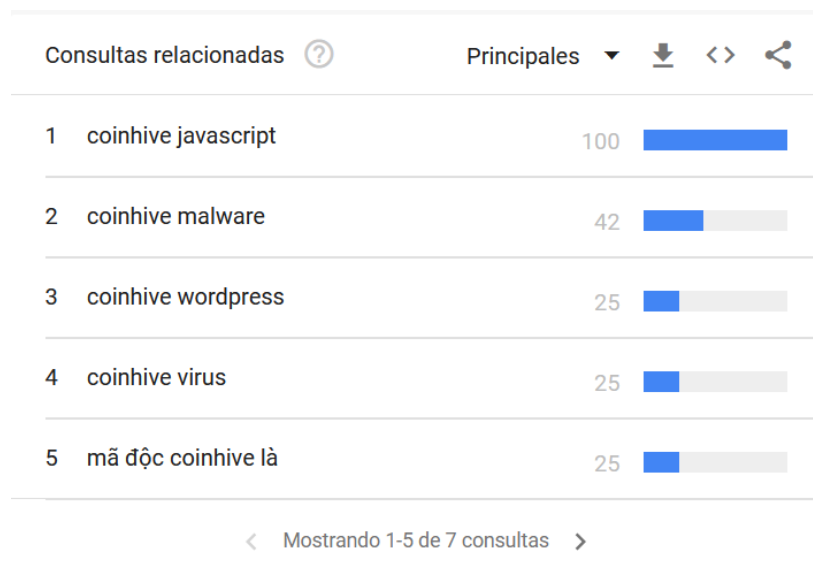 Consultas relacionadas ? Principales
1 coinhive javascript 100
2 coinhive malware 42
3 coinhive wordpress 25
4 coinhive virus 25
5 mã độc coinhive là 25
Mostrando 1-5 de 7 consultas